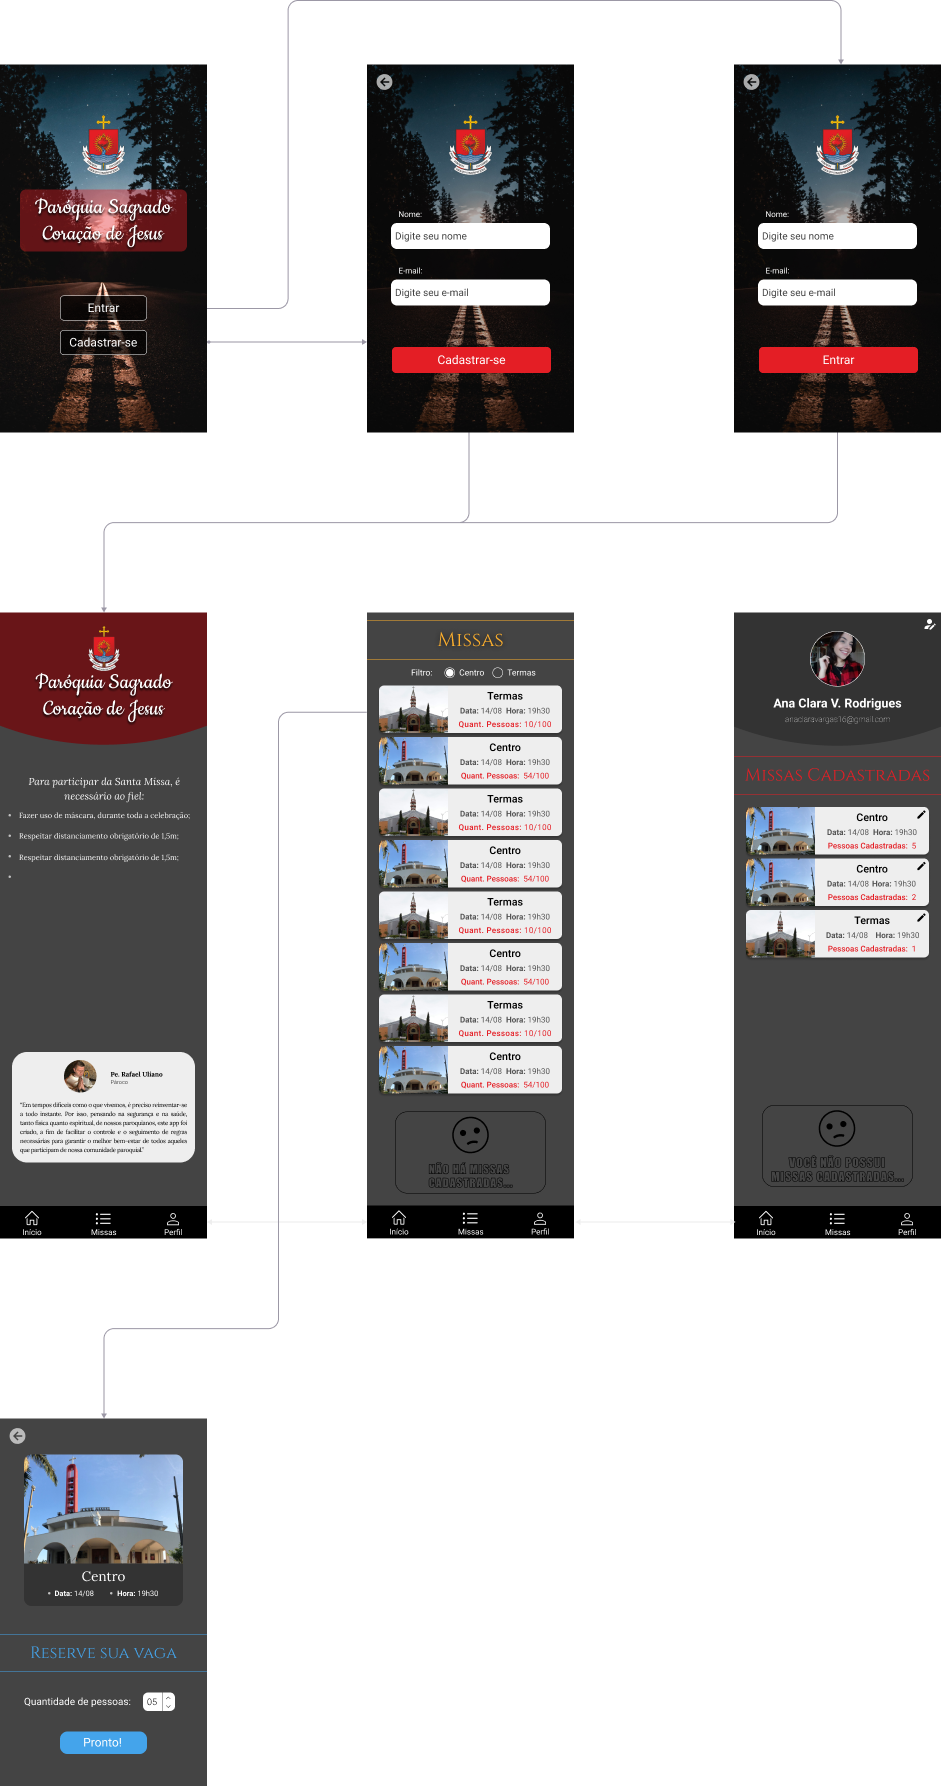 Paróquia Sagrado
Coração de Jesus
Entrar
Cadastrar-se
Nome:
Digite seu nome
E-mail:
Digite seu e-mail
Cadastrar-se
Nome:
Digite seu nome
E-mail:
Digite seu e-mail
Entrar
Paróquia Sagrado
Coração de Jesus
Para participar da Santa Missa, é
necessário ao fiel:
• Fazer uso de máscara, durante toda a celebração;
• Respeitar distanciamento obrigatório de 1,5m;
• Respeitar distanciamento obrigatório de 1,5m;
•
Pe. Rafael Uliano
Pároco
"Em tempos difíceis como o que vivemos, é preciso reinventar-se
a todo instante. Por isso, pensando na segurança e na saúde,
tanto física quanto espiritual, de nossos paroquianos, este app foi
criado, a fim de facilitar o controle e o seguimento de regras
necessárias para garantir o melhor bem-estar de todos aqueles
que participam de nossa comunidade paroquial."
Início Missas Perfil
Missas
Filtro: Centro Termas
Termas
Data: 14/08 Hora: 19h30
Quant. Pessoas: 10/100
Centro
Data: 14/08 Hora: 19h30
Quant. Pessoas: 54/100
Termas
Data: 14/08 Hora: 19h30
Quant. Pessoas: 10/100
Centro
Data: 14/08 Hora: 19h30
Quant. Pessoas: 54/100
Termas
Data: 14/08 Hora: 19h30
Quant. Pessoas: 10/100
Centro
Data: 14/08 Hora: 19h30
Quant. Pessoas: 54/100
Termas
Data: 14/08 Hora: 19h30
Quant. Pessoas: 10/100
Centro
Data: 14/08 Hora: 19h30
Quant. Pessoas: 54/100
NÃO HÁ MISSAS
CADASTRADAS...
Início Missas Perfil
Ana Clara V. Rodrigues
anaclaravargas16@gmail.com
Missas Cadastradas
Centro
Data: 14/08 Hora: 19h30
Pessoas Cadastradas: 5
Centro
Data: 14/08 Hora: 19h30
Pessoas Cadastradas: 2
Termas
Data: 14/08 Hora: 19h30
Pessoas Cadastradas: 1
VOCÊ NÃO POSSUI
MISSAS CADASTRADAS...
Início Missas Perfil
Centro
• Data: 14/08 • Hora: 19h30
Reserve sua vaga
Quantidade de pessoas: 05
Pronto!